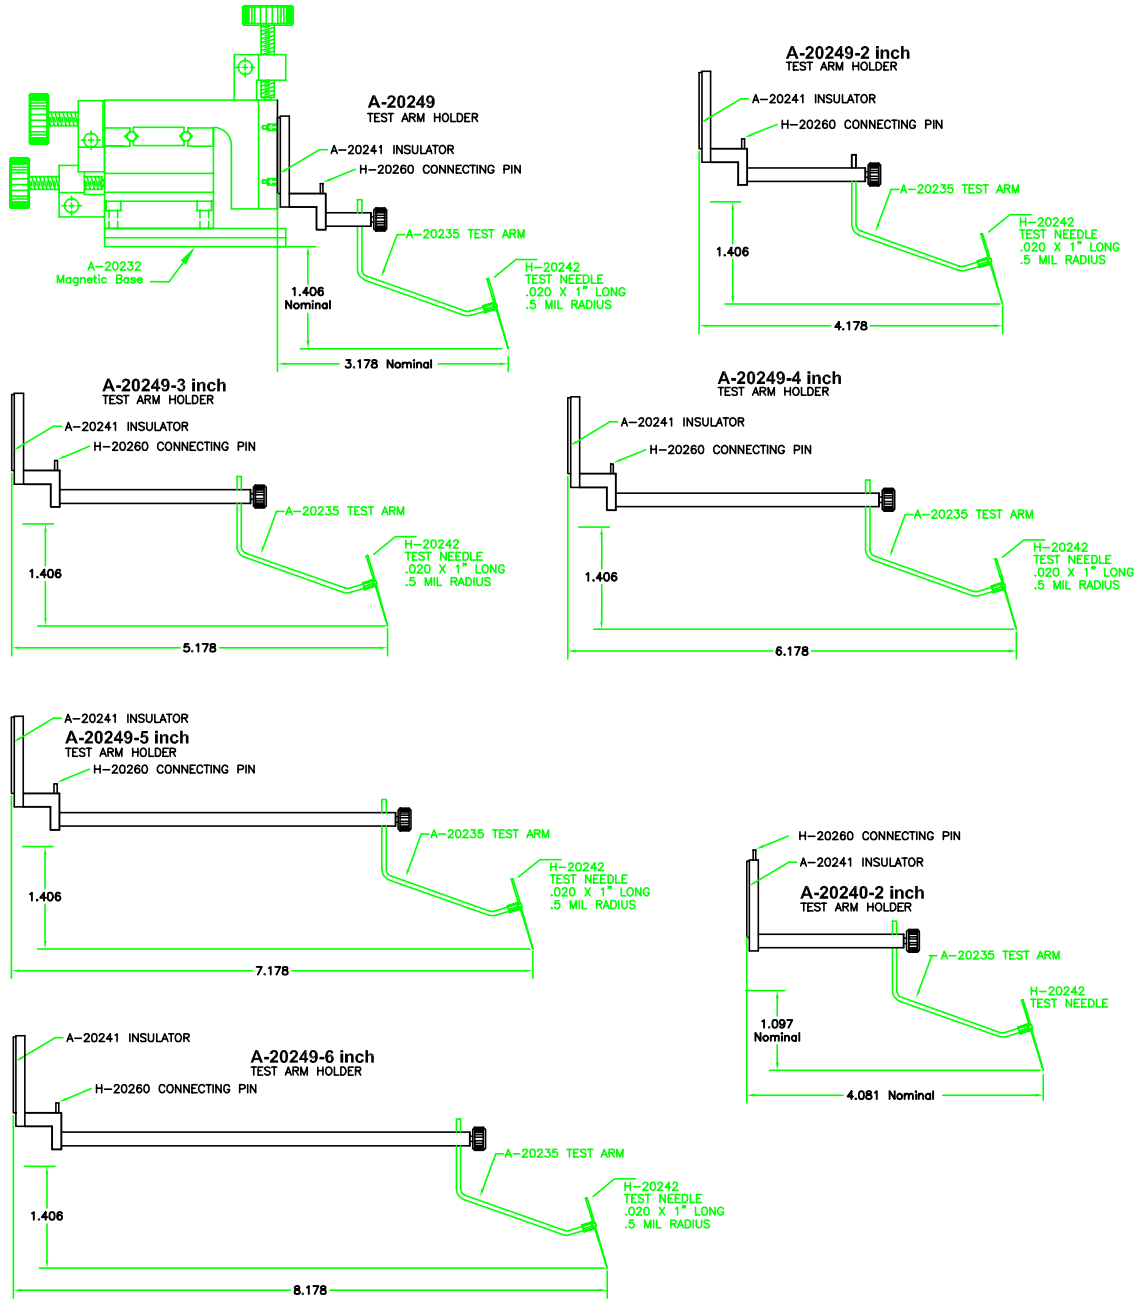 A-20249
TEST ARM HOLDER
A-20241 INSULATOR
H-20260 CONNECTING PIN
A-20235 TEST ARM
H-20242
TEST NEEDLE
.020 X 1" LONG
.5 MIL RADIUS
A-20232
Magnetic Base
1.406
Nominal
3.178 Nominal
A-20249-2 inch
TEST ARM HOLDER
A-20241 INSULATOR
H-20260 CONNECTING PIN
A-20235 TEST ARM
H-20242
TEST NEEDLE
.020 X 1" LONG
.5 MIL RADIUS
1.406
4.178
A-20249-3 inch
TEST ARM HOLDER
A-20241 INSULATOR
H-20260 CONNECTING PIN
A-20235 TEST ARM
H-20242
TEST NEEDLE
.020 X 1" LONG
.5 MIL RADIUS
1.406
5.178
A-20249-4 inch
TEST ARM HOLDER
A-20241 INSULATOR
H-20260 CONNECTING PIN
A-20235 TEST ARM
H-20242
TEST NEEDLE
.020 X 1" LONG
.5 MIL RADIUS
1.406
6.178
A-20241 INSULATOR
A-20249-5 inch
TEST ARM HOLDER
H-20260 CONNECTING PIN
A-20235 TEST ARM
H-20242
TEST NEEDLE
.020 X 1" LONG
.5 MIL RADIUS
1.406
7.178
H-20260 CONNECTING PIN
A-20241 INSULATOR
A-20240-2 inch
TEST ARM HOLDER
A-20235 TEST ARM
H-20242
TEST NEEDLE
1.097
Nominal
4.081 Nominal
A-20241 INSULATOR
A-20249-6 inch
TEST ARM HOLDER
H-20260 CONNECTING PIN
A-20235 TEST ARM
H-20242
TEST NEEDLE
.020 X 1" LONG
.5 MIL RADIUS
1.406
8.178